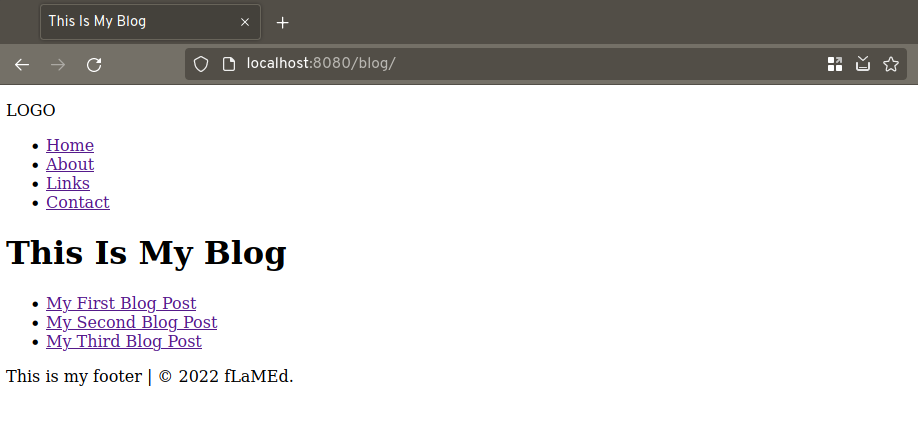 This Is My Blog
localhost:8080/blog/
LOGO
Home
About
Links
Contact
This Is My Blog
My First Blog Post
My Second Blog Post
My Third Blog Post
This is my footer | © 2022 fLaMEd.